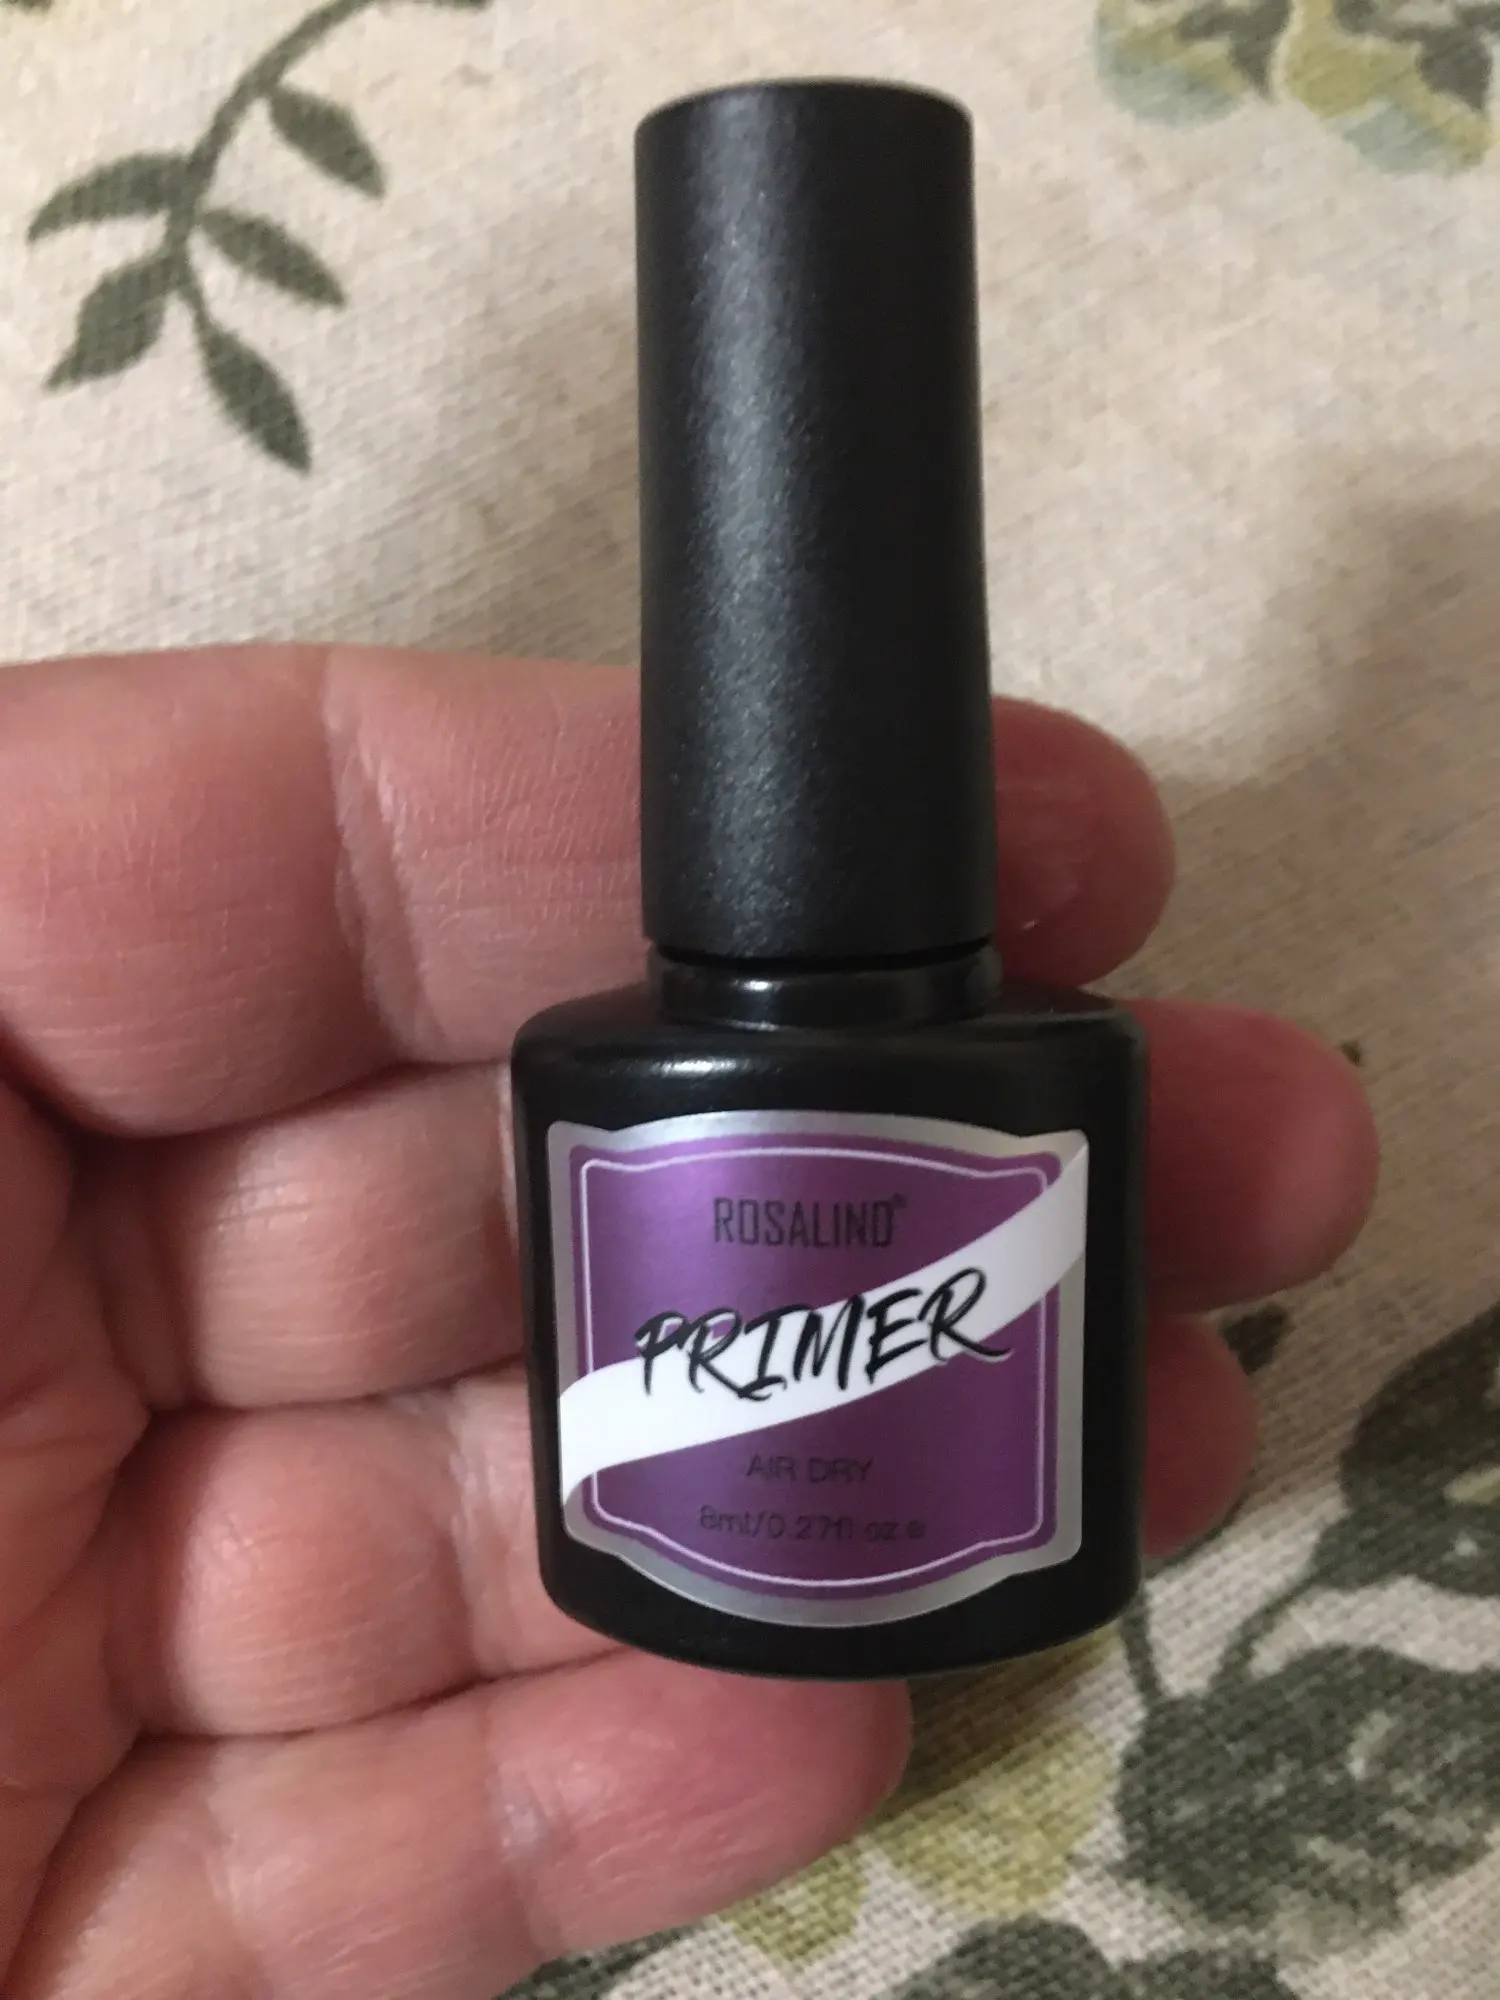 ROSALIND®
PRIMER
AIR DRY
8ml/0.27fl.oz.e